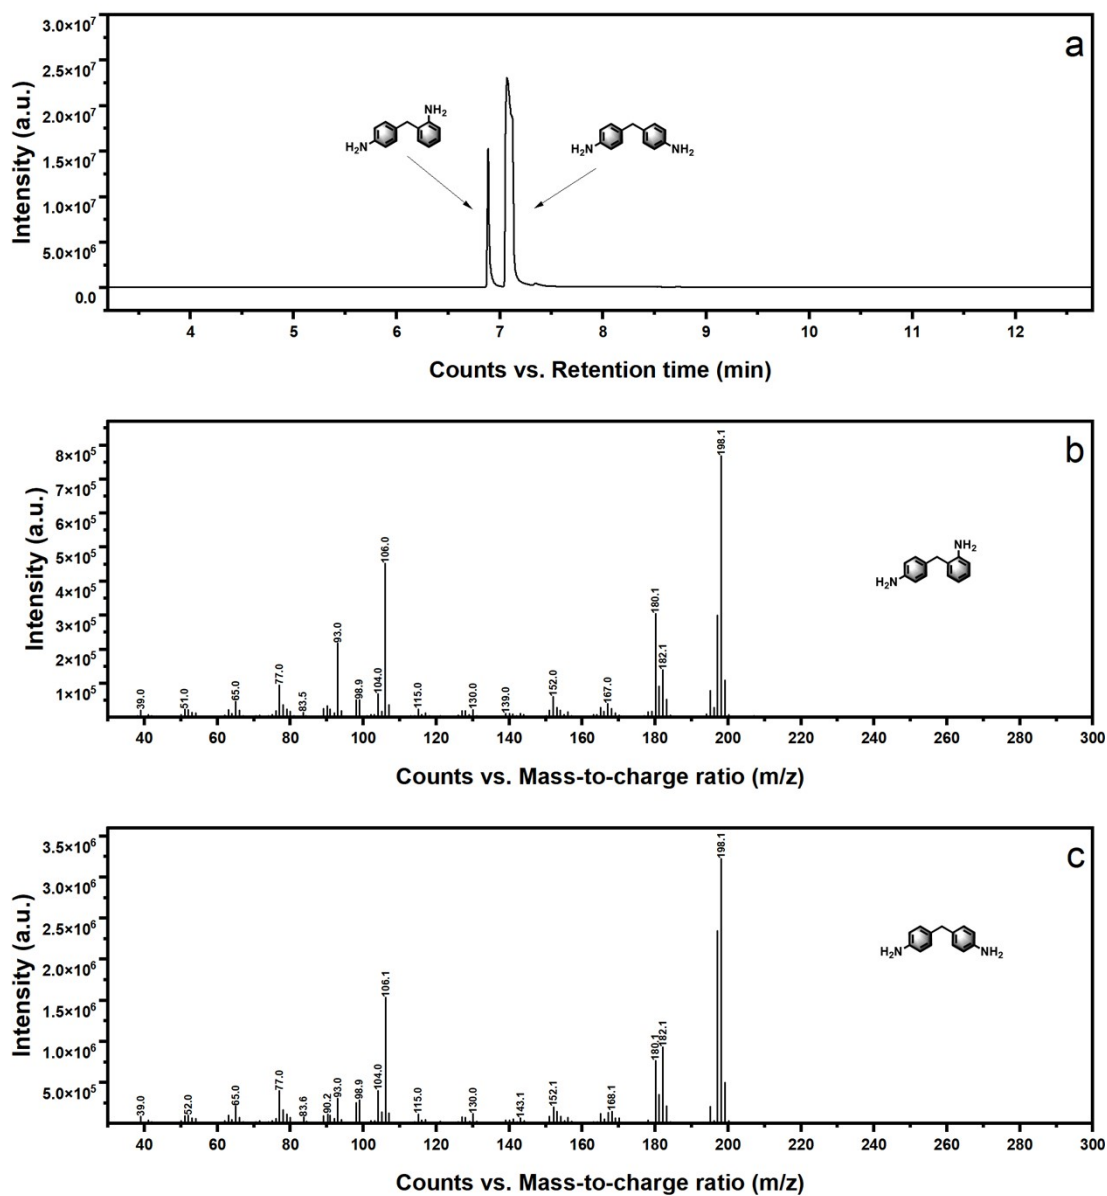 a
3.0×10⁷
2.5×10⁷
2.0×10⁷
1.5×10⁷
1.0×10⁷
5.0×10⁶
0.0
Intensity (a.u.)
NH₂
H₂N
H₂N
NH₂
4 5 6 7 8 9 10 11 12
Counts vs. Retention time (min)
b
8×10⁵
7×10⁵
6×10⁵
5×10⁵
4×10⁵
3×10⁵
2×10⁵
1×10⁵
Intensity (a.u.)
39.0 51.0 65.0 77.0 83.5 93.0 98.9 104.0 106.0 115.0 130.0 139.0 152.0 167.0 180.1 182.1 198.1
NH₂
H₂N
40 60 80 100 120 140 160 180 200 220 240 260 280 300
Counts vs. Mass-to-charge ratio (m/z)
c
3.5×10⁶
3.0×10⁶
2.5×10⁶
2.0×10⁶
1.5×10⁶
1.0×10⁶
5.0×10⁵
Intensity (a.u.)
39.0 52.0 65.0 77.0 83.6 90.2 93.0 98.9 104.0 106.1 115.0 130.0 143.1 152.1 168.1 180.1 182.1 198.1
H₂N
NH₂
40 60 80 100 120 140 160 180 200 220 240 260 280 300
Counts vs. Mass-to-charge ratio (m/z)